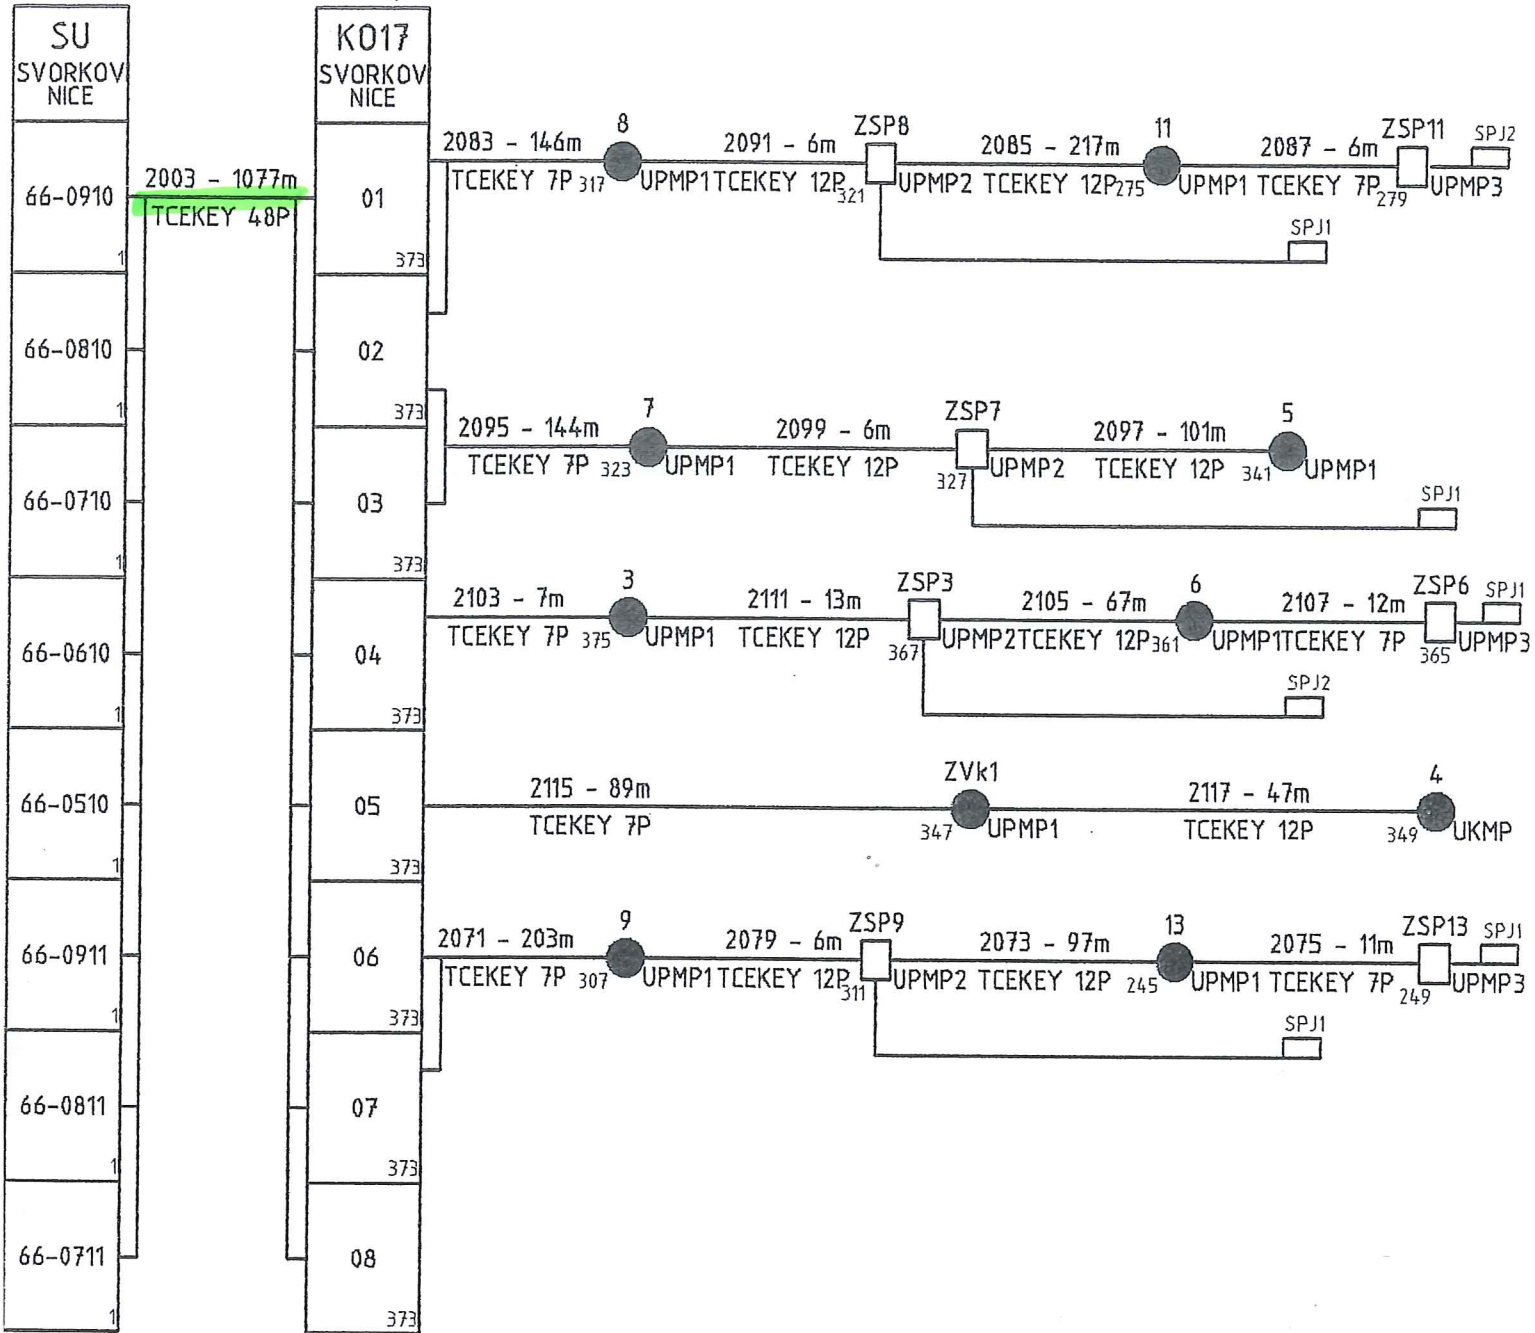 SU
SVORKOV
NICE
KO17
SVORKOV
NICE
66-0910
1
66-0810
1
66-0710
1
66-0610
1
66-0510
1
66-0911
1
66-0811
1
66-0711
1
2003 - 1077m
TCEKEY 48P
01
373
02
373
03
373
04
373
05
373
06
373
07
373
08
373
2083 - 146m
TCEKEY 7P
317
8
UPMP1
2091 - 6m
TCEKEY 12P
321
ZSP8
UPMP2
2085 - 217m
TCEKEY 12P
275
11
UPMP1
2087 - 6m
TCEKEY 7P
279
ZSP11
UPMP3
SPJ2
SPJ1
2095 - 144m
TCEKEY 7P
323
7
UPMP1
2099 - 6m
TCEKEY 12P
327
ZSP7
UPMP2
2097 - 101m
TCEKEY 12P
341
5
UPMP1
SPJ1
2103 - 7m
TCEKEY 7P
375
3
UPMP1
2111 - 13m
TCEKEY 12P
367
ZSP3
UPMP2
2105 - 67m
TCEKEY 12P
361
6
UPMP1
2107 - 12m
TCEKEY 7P
365
ZSP6
UPMP3
SPJ1
SPJ2
2115 - 89m
TCEKEY 7P
347
ZVk1
UPMP1
2117 - 47m
TCEKEY 12P
349
4
UKMP
2071 - 203m
TCEKEY 7P
307
9
UPMP1
2079 - 6m
TCEKEY 12P
311
ZSP9
UPMP2
2073 - 97m
TCEKEY 12P
245
13
UPMP1
2075 - 11m
TCEKEY 7P
249
ZSP13
UPMP3
SPJ1
SPJ1